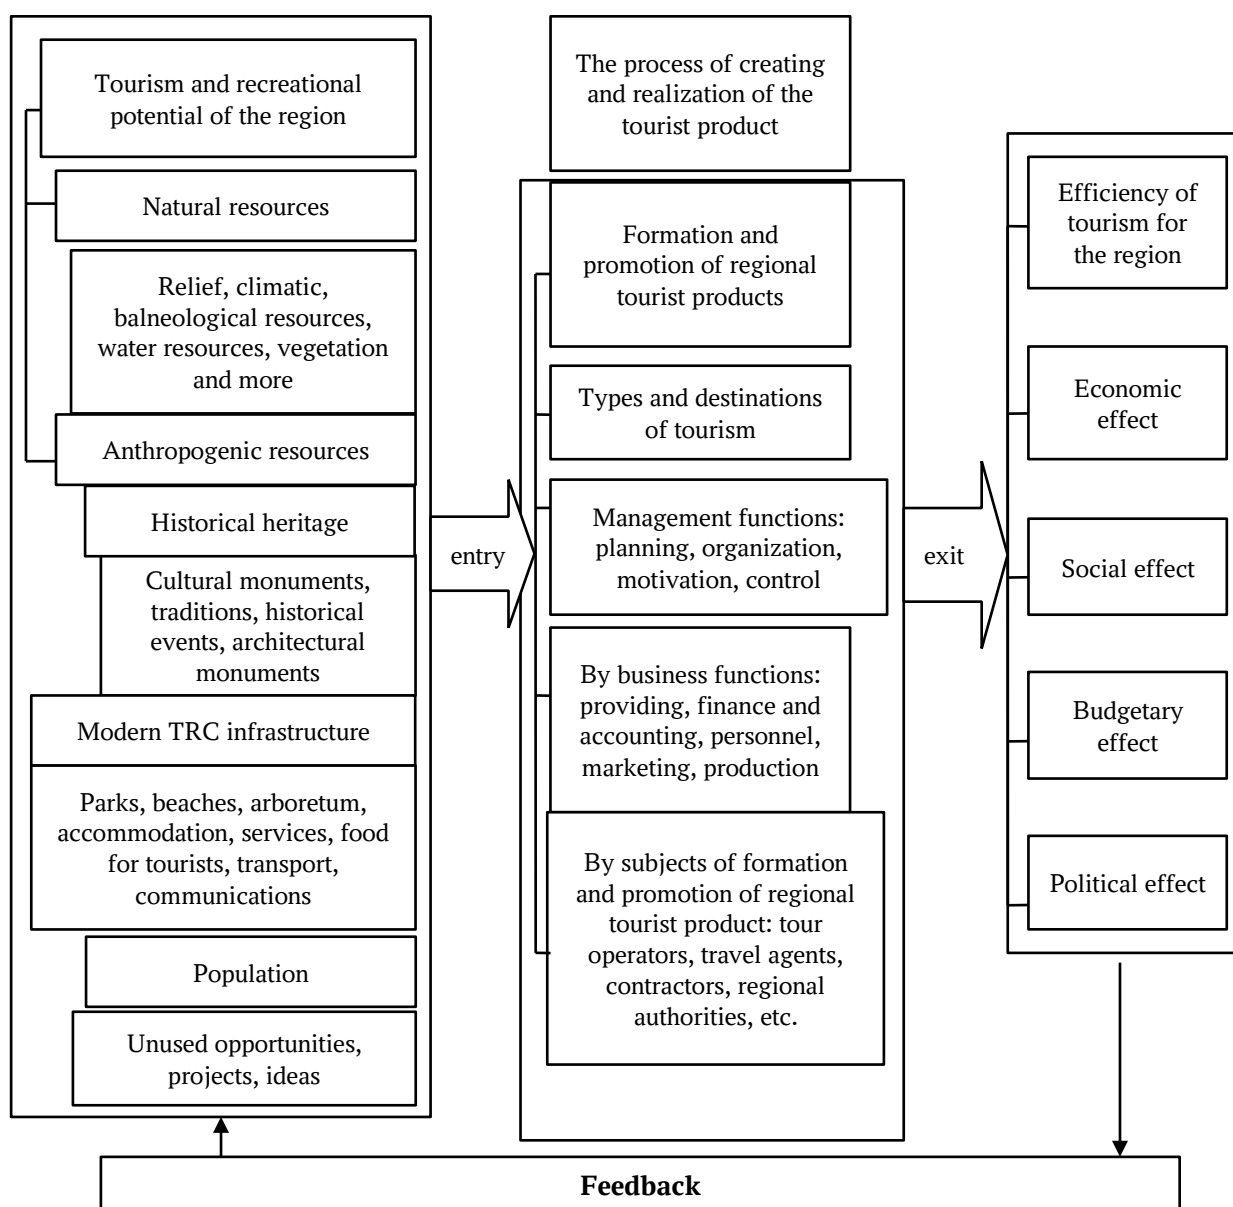 Tourism and recreational
potential of the region
Natural resources
Relief, climatic,
balneological resources,
water resources, vegetation
and more
Anthropogenic resources
Historical heritage
Cultural monuments,
traditions, historical
events, architectural
monuments
Modern TRC infrastructure
Parks, beaches, arboretum,
accommodation, services, food
for tourists, transport,
communications
Population
Unused opportunities,
projects, ideas
entry
The process of creating
and realization of the
tourist product
Formation and
promotion of regional
tourist products
Types and destinations
of tourism
Management functions:
planning, organization,
motivation, control
By business functions:
providing, finance and
accounting, personnel,
marketing, production
By subjects of formation
and promotion of regional
tourist product: tour
operators, travel agents,
contractors, regional
authorities, etc.
exit
Efficiency of
tourism for
the region
Economic
effect
Social effect
Budgetary
effect
Political effect
Feedback